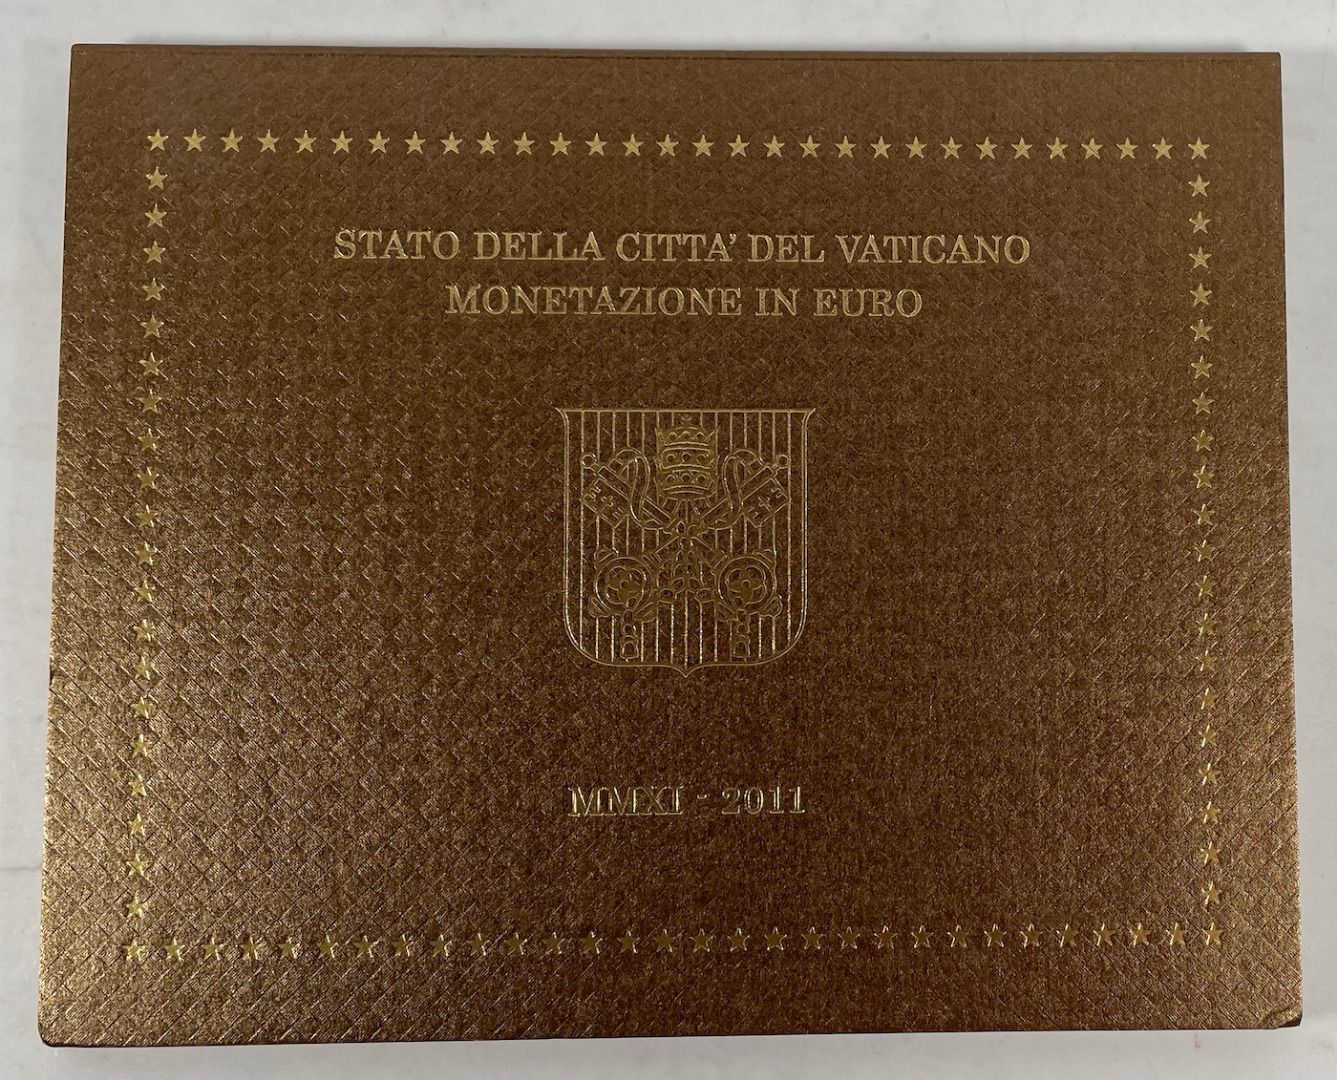 STATO DELLA CITTA' DEL VATICANO
MONETAZIONE IN EURO
MMXI - 2011